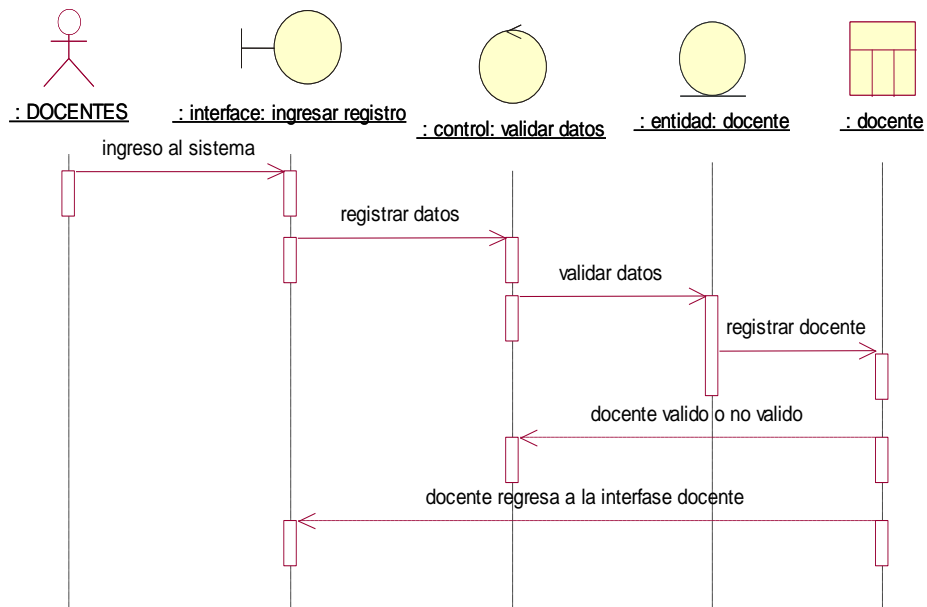 : DOCENTES
: interface: ingresar registro
: control: validar datos
: entidad: docente
: docente
ingreso al sistema
registrar datos
validar datos
registrar docente
docente valido o no valido
docente regresa a la interfase docente